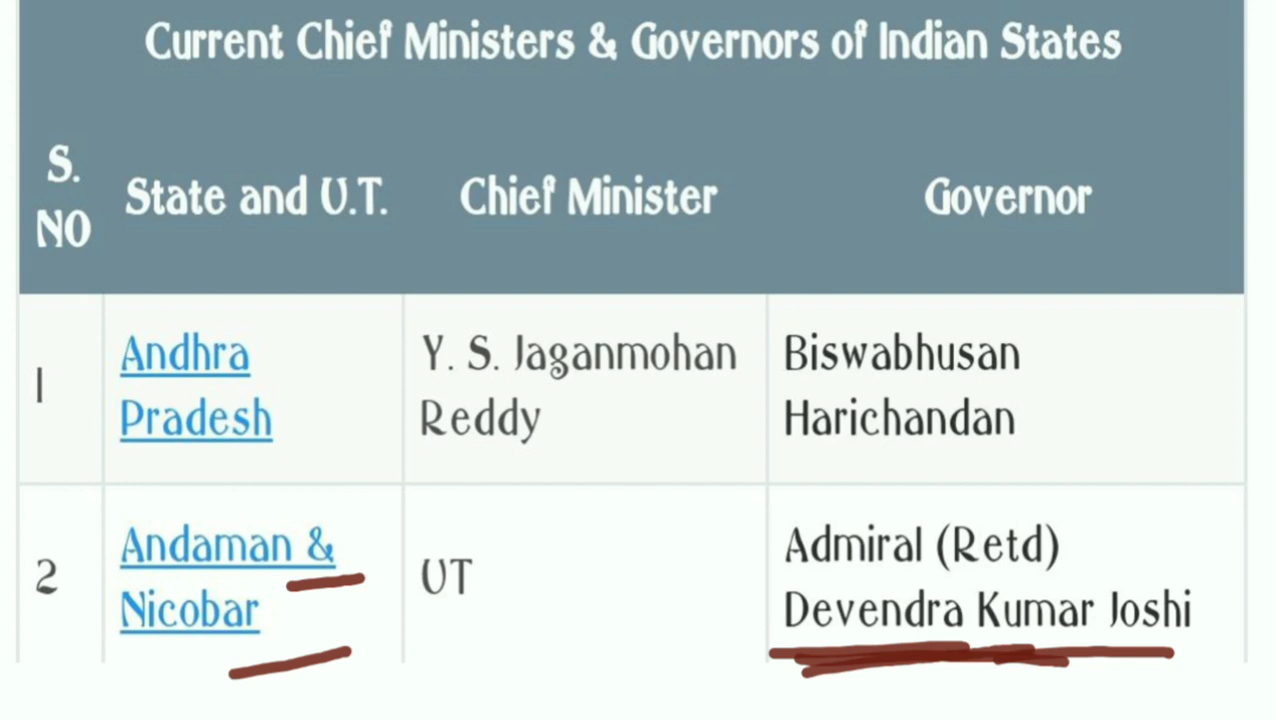 Current Chief Ministers & Governors of Indian States
S. NO
State and U.T.
Chief Minister
Governor
1
Andhra
Pradesh
Y. S. Jaganmohan
Reddy
Biswabhusan
Harichandan
2
Andaman &
Nicobar
UT
Admiral (Retd)
Devendra Kumar Joshi